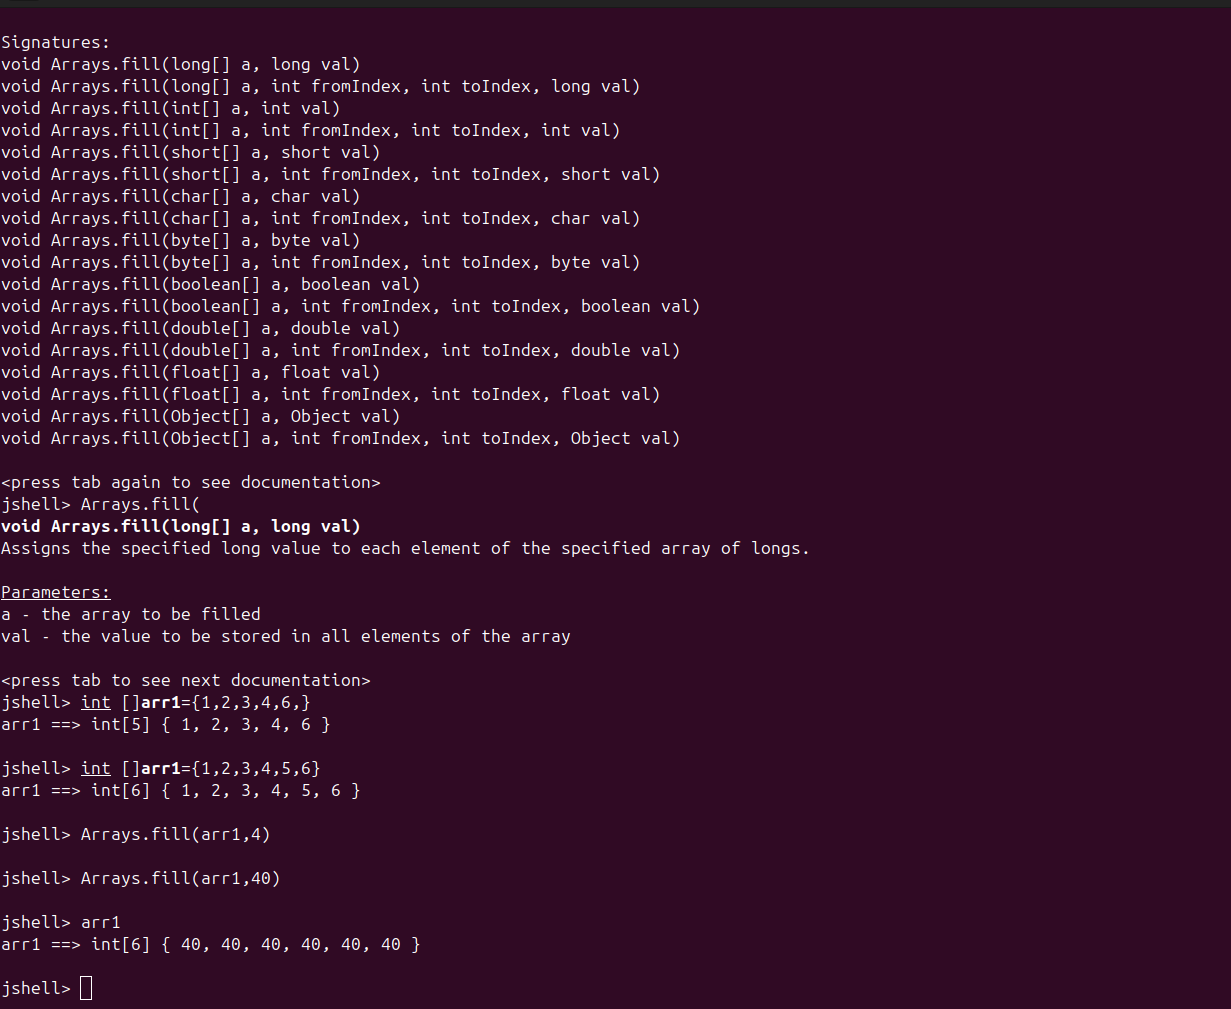 Signatures:
void Arrays.fill(long[] a, long val)
void Arrays.fill(long[] a, int fromIndex, int toIndex, long val)
void Arrays.fill(int[] a, int val)
void Arrays.fill(int[] a, int fromIndex, int toIndex, int val)
void Arrays.fill(short[] a, short val)
void Arrays.fill(short[] a, int fromIndex, int toIndex, short val)
void Arrays.fill(char[] a, char val)
void Arrays.fill(char[] a, int fromIndex, int toIndex, char val)
void Arrays.fill(byte[] a, byte val)
void Arrays.fill(byte[] a, int fromIndex, int toIndex, byte val)
void Arrays.fill(boolean[] a, boolean val)
void Arrays.fill(boolean[] a, int fromIndex, int toIndex, boolean val)
void Arrays.fill(double[] a, double val)
void Arrays.fill(double[] a, int fromIndex, int toIndex, double val)
void Arrays.fill(float[] a, float val)
void Arrays.fill(float[] a, int fromIndex, int toIndex, float val)
void Arrays.fill(Object[] a, Object val)
void Arrays.fill(Object[] a, int fromIndex, int toIndex, Object val)
<press tab again to see documentation>
jshell> Arrays.fill(
void Arrays.fill(long[] a, long val)
Assigns the specified long value to each element of the specified array of longs.
Parameters:
a - the array to be filled
val - the value to be stored in all elements of the array
<press tab to see next documentation>
jshell> int []arr1={1,2,3,4,6,}
arr1 ==> int[5] { 1, 2, 3, 4, 6 }
jshell> int []arr1={1,2,3,4,5,6}
arr1 ==> int[6] { 1, 2, 3, 4, 5, 6 }
jshell> Arrays.fill(arr1,4)
jshell> Arrays.fill(arr1,40)
jshell> arr1
arr1 ==> int[6] { 40, 40, 40, 40, 40, 40 }
jshell>